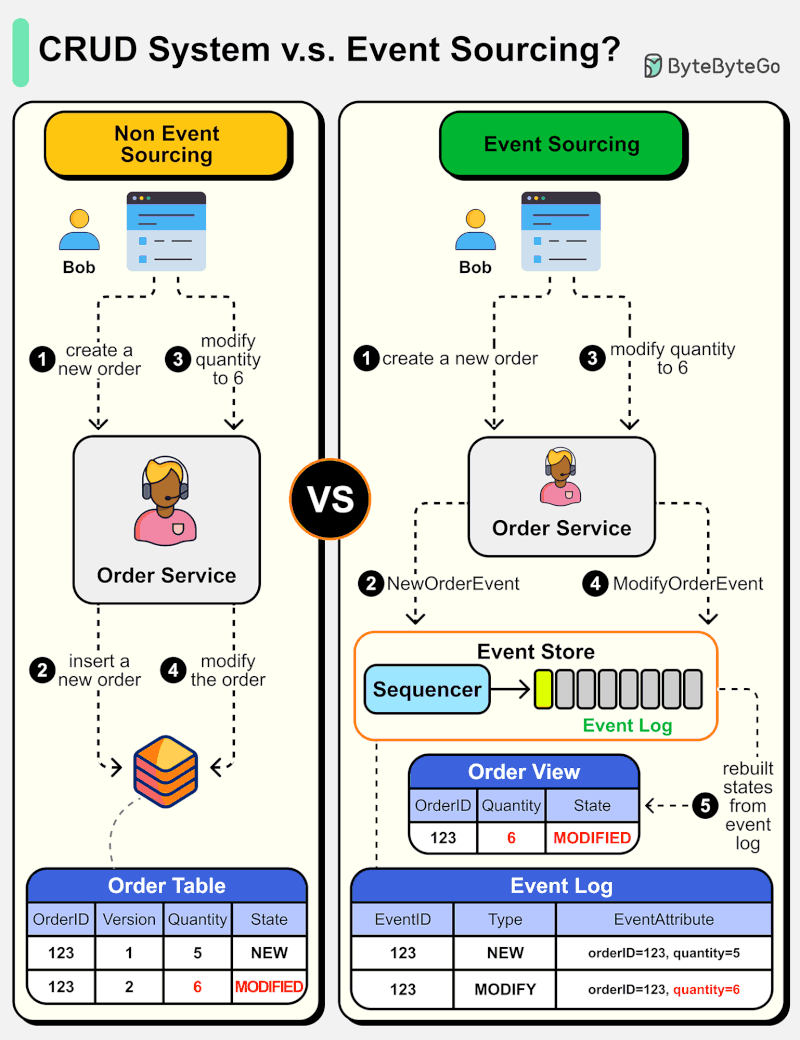 CRUD System v.s. Event Sourcing?
ByteByteGo
Non Event
Sourcing
Bob
1
create a
new order
3
modify
quantity
to 6
Order Service
2
insert a
new order
4
modify
the order
Order Table
OrderID Version Quantity State
123 1 5 NEW
123 2 6 MODIFIED
VS
Event Sourcing
Bob
1 create a new order
3
modify quantity
to 6
Order Service
2 NewOrderEvent
4 ModifyOrderEvent
Event Store
Sequencer
Event Log
Order View
OrderID Quantity State
123 6 MODIFIED
5
rebuilt
states
from
event
log
Event Log
EventID Type EventAttribute
123 NEW orderID=123, quantity=5
123 MODIFY orderID=123, quantity=6